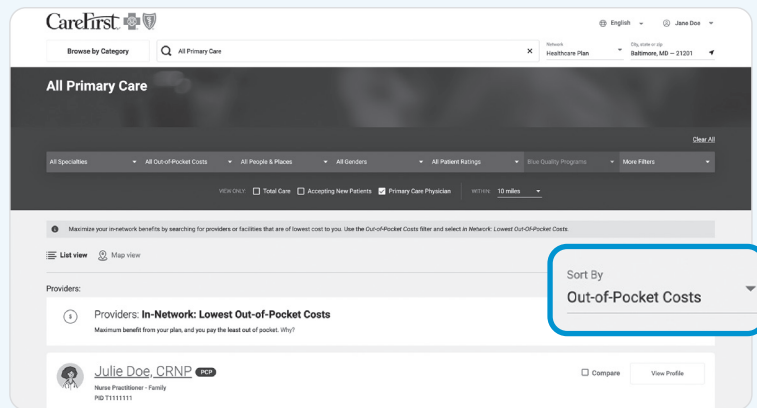 CareFirst
English
Jane Doe
Browse by Category
All Primary Care
Network
Healthcare Plan
City, state or zip
Baltimore, MD – 21201
All Primary Care
Clear All
All Specialties
All Out-of-Pocket Costs
All People & Places
All Genders
All Patient Ratings
Blue Quality Programs
More Filters
VIEW ONLY: Total Care Accepting New Patients Primary Care Physician WITHIN: 10 miles
Maximize your in-network benefits by searching for providers or facilities that are of lowest cost to you. Use the Out-of-Pocket Costs filter and select In Network: Lowest Out-Of-Pocket Costs.
List view Map view
Sort By
Out-of-Pocket Costs
Providers:
Providers: In-Network: Lowest Out-of-Pocket Costs
Maximum benefit from your plan, and you pay the least out of pocket. Why?
Julie Doe, CRNP PCP
Nurse Practitioner - Family
PID T1111111
Compare
View Profile